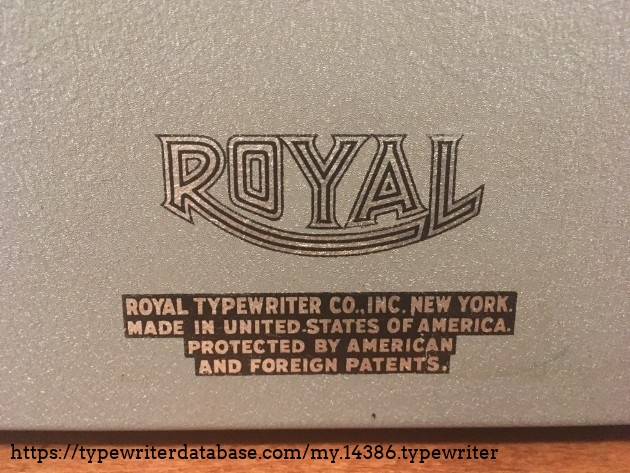 ROYAL
ROYAL TYPEWRITER CO., INC. NEW YORK.
MADE IN UNITED STATES OF AMERICA.
PROTECTED BY AMERICAN
AND FOREIGN PATENTS.
https://typewriterdatabase.com/my.14386.typewriter